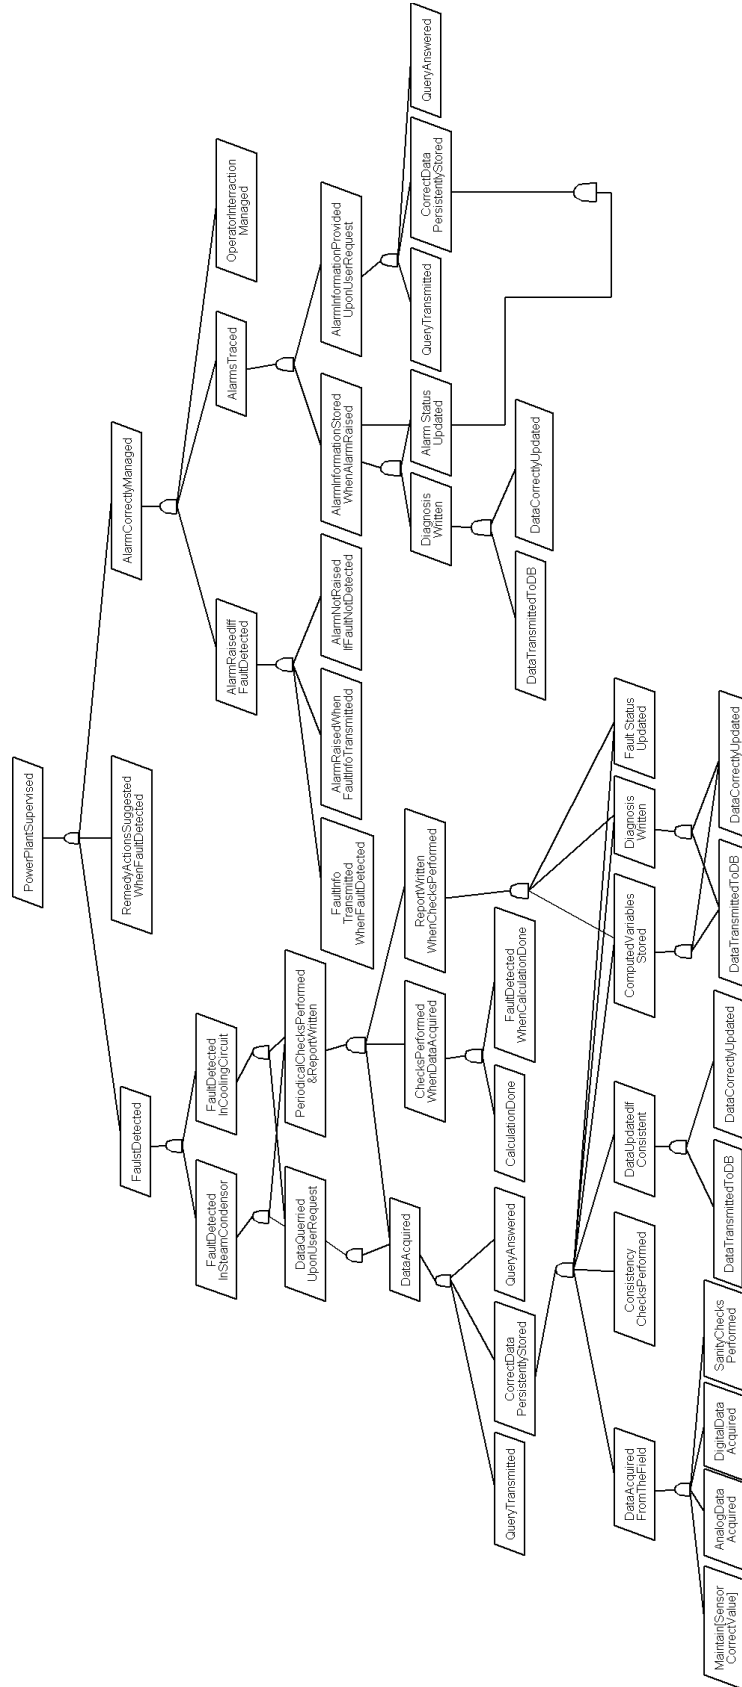 PowerPlantSupervised
FaulstDetected
RemedyActionsSuggested
WhenFaultDetected
AlarmCorrectlyManaged
FaultDetected
InSteamCondensor
FaultDetected
InCoolingCircuit
AlarmRaisedIff
FaultDetected
AlarmsTraced
OperatorInterraction
Managed
DataQuerried
UponUserRequest
PeriodicalChecksPerformed
&ReportWritten
FaultInfo
Transmitted
WhenFaultDetected
AlarmRaisedWhen
FaultInfoTransmittedd
AlarmNotRaised
IfFaultNotDetected
AlarmInformationStored
WhenAlarmRaised
AlarmInformationProvided
UponUserRequest
DataAcquired
ChecksPerformed
WhenDataAcquired
ReportWritten
WhenChecksPerformed
Diagnosis
Written
Alarm Status
Updated
QueryTransmitted
CorrectData
PersistentlyStored
QueryAnswered
QueryTransmitted
CorrectData
PersistentlyStored
QueryAnswered
CalculationDone
FaultDetected
WhenCalculationDone
DataTransmittedToDB
DataCorrectlyUpdated
DataAcquired
FromTheField
Consistency
ChecksPerformed
DataUpdatedIf
Consistent
ComputedVariables
Stored
Diagnosis
Written
Fault Status
Updated
Maintain[Sensor
CorrectValue]
AnalogData
Acquired
DigitalData
Acquired
SanityChecks
Performed
DataTransmittedToDB
DataCorrectlyUpdated
DataTransmittedToDB
DataCorrectlyUpdated